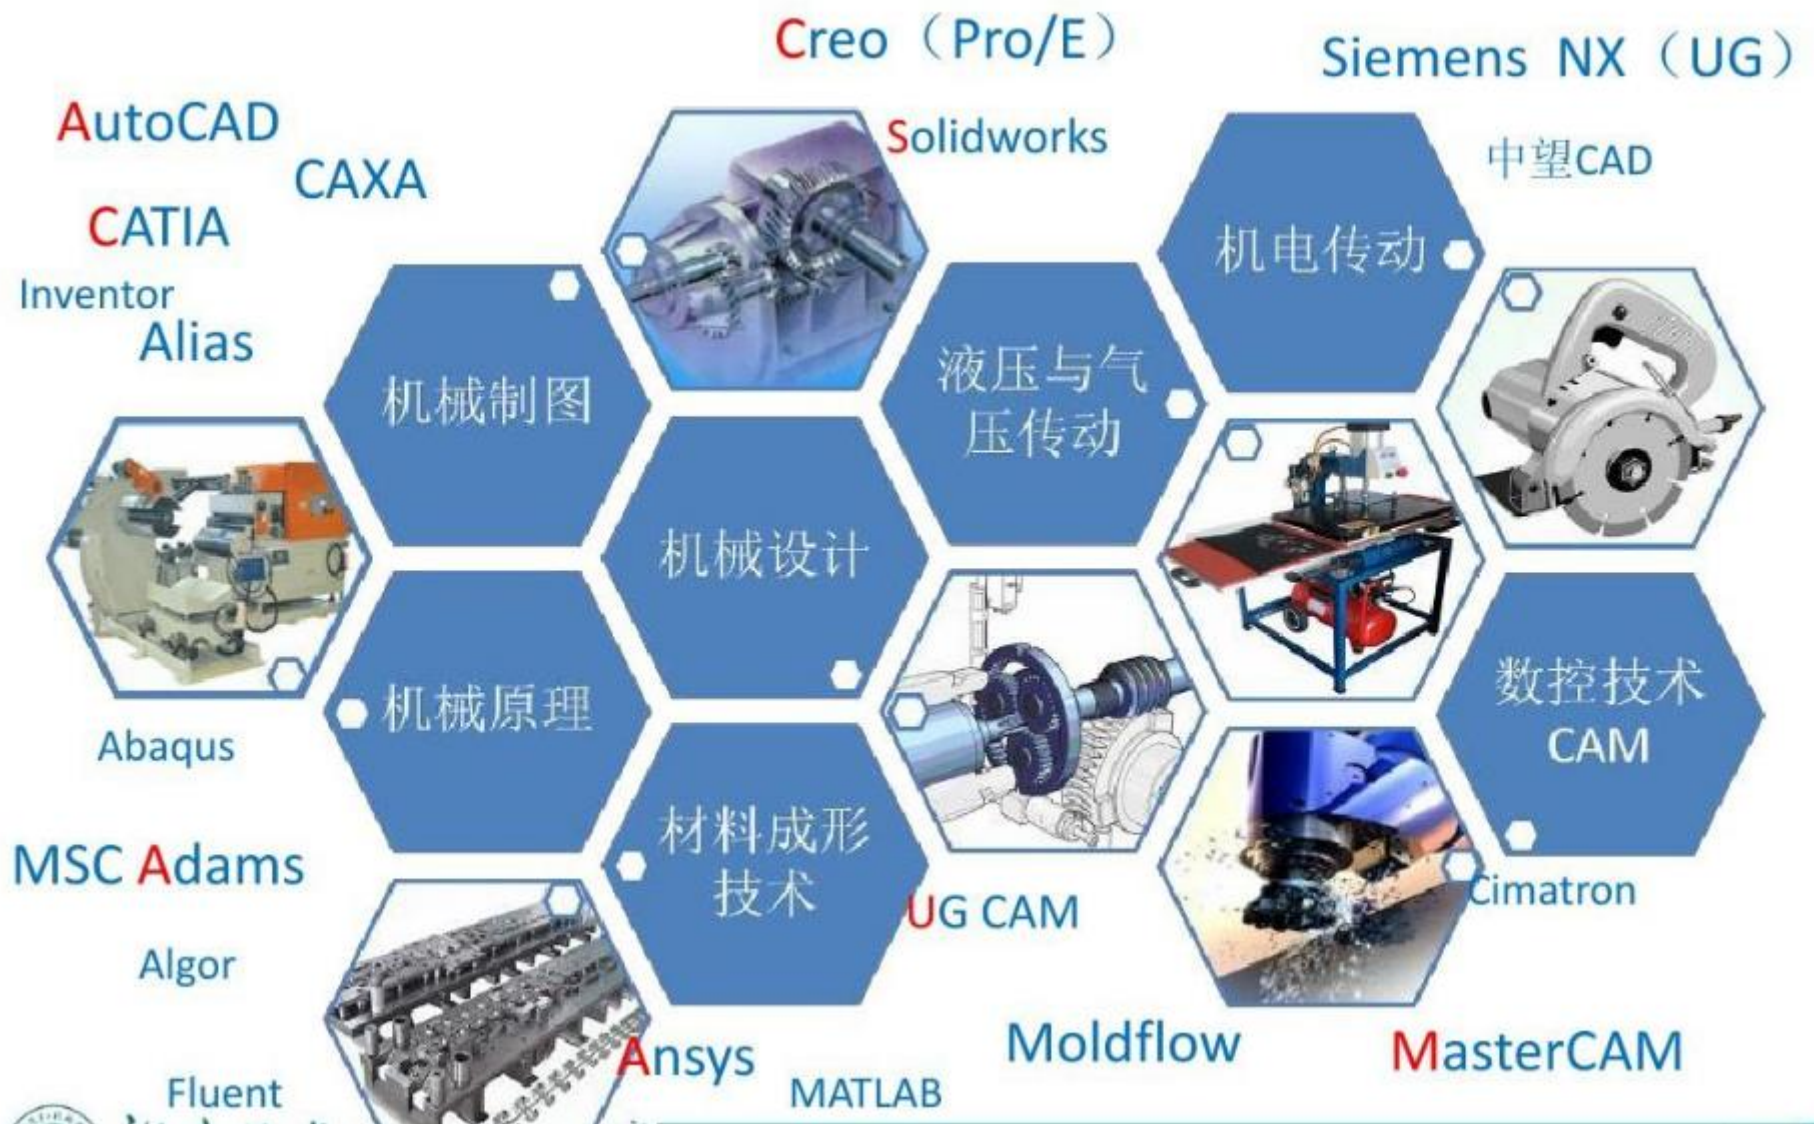 Creo（Pro/E）
Siemens NX（UG）
AutoCAD
Solidworks
中望CAD
CAXA
CATIA
机电传动
Inventor
Alias
机械制图
液压与气
压传动
机械设计
机械原理
数控技术
CAM
Abaqus
材料成形
技术
MSC Adams
UG CAM
Cimatron
Algor
Ansys
Moldflow
MasterCAM
Fluent
MATLAB